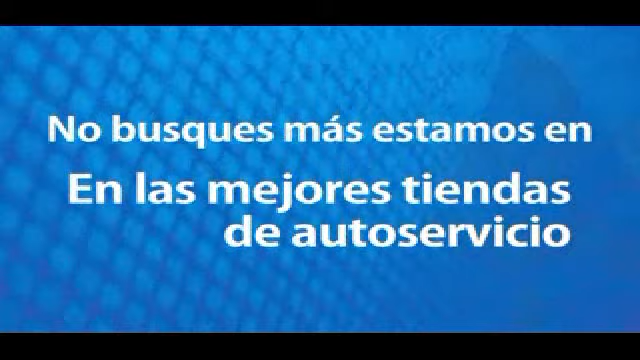 No busques más estamos en
En las mejores tiendas
de autoservicio